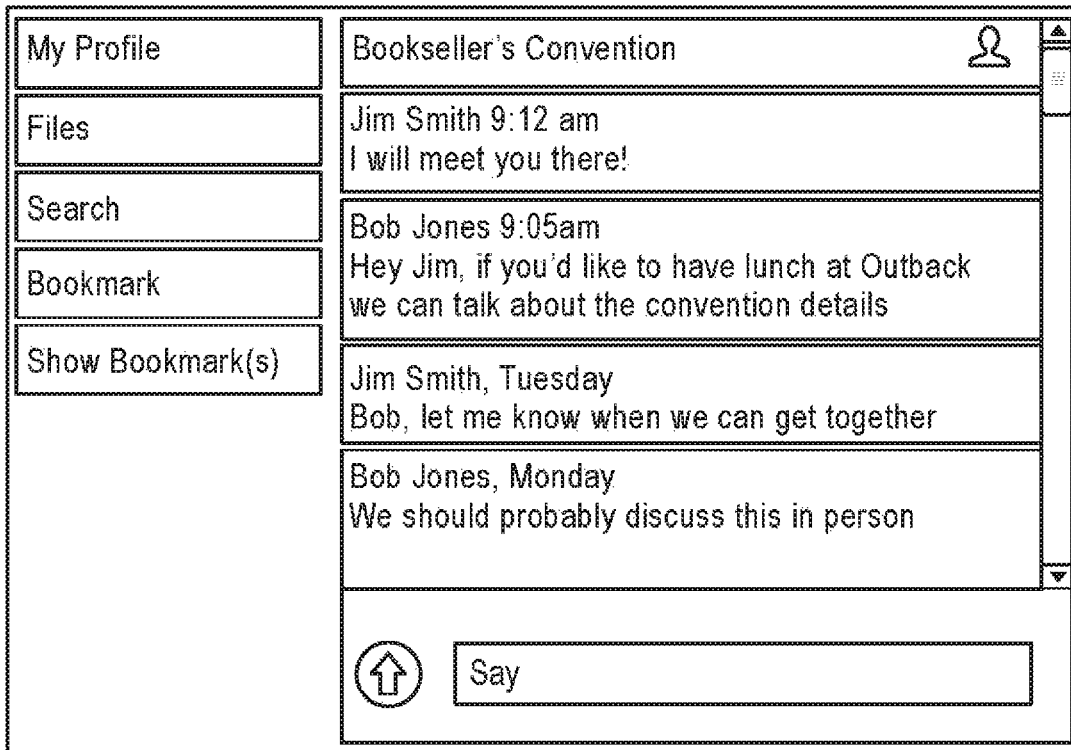 My Profile
Files
Search
Bookmark
Show Bookmark(s)
Bookseller's Convention
Jim Smith 9:12 am
I will meet you there!
Bob Jones 9:05am
Hey Jim, if you'd like to have lunch at Outback
we can talk about the convention details
Jim Smith, Tuesday
Bob, let me know when we can get together
Bob Jones, Monday
We should probably discuss this in person
Say